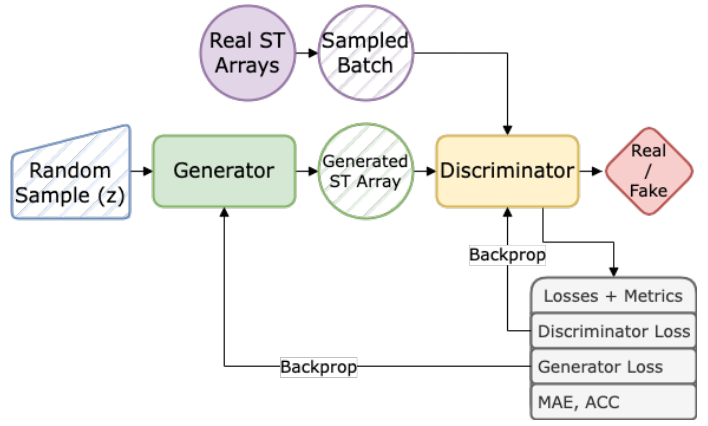 Real ST
Arrays
Sampled
Batch
Random
Sample (z)
Generator
Generated
ST Array
Discriminator
Real
/
Fake
Backprop
Losses + Metrics
Discriminator Loss
Backprop
Generator Loss
MAE, ACC